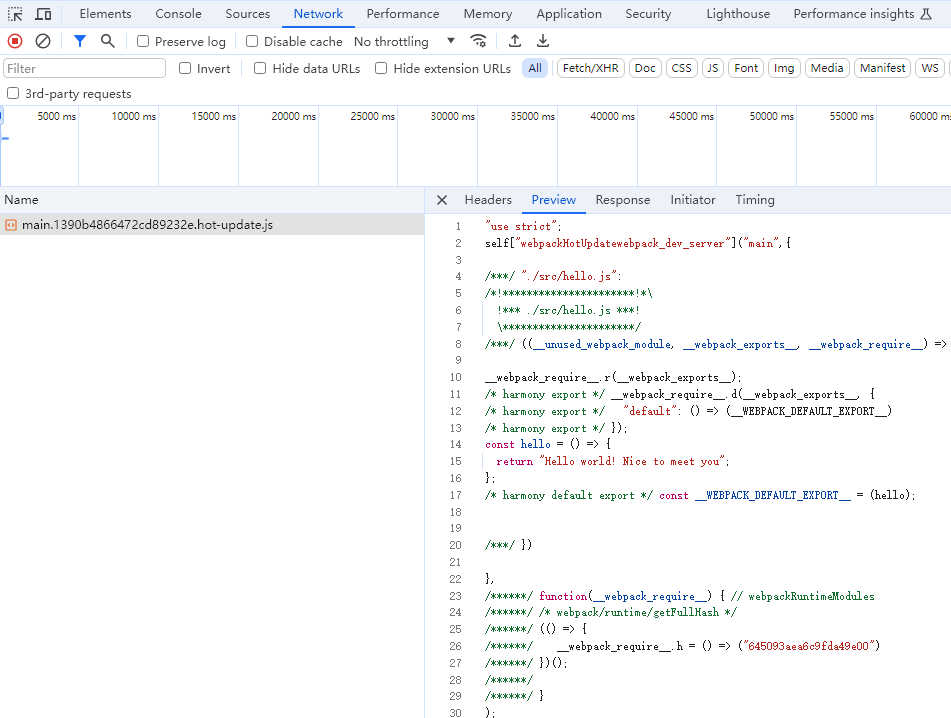 Elements Console Sources Network Performance Memory Application Security Lighthouse Performance insights
Preserve log Disable cache No throttling
Filter Invert Hide data URLs Hide extension URLs All Fetch/XHR Doc CSS JS Font Img Media Manifest WS
3rd-party requests
5000 ms 10000 ms 15000 ms 20000 ms 25000 ms 30000 ms 35000 ms 40000 ms 45000 ms 50000 ms 55000 ms 60000 ms
Name
main.1390b4866472cd89232e.hot-update.js
Headers Preview Response Initiator Timing
1 "use strict";
2 self["webpackHotUpdatewebpack_dev_server"]("main",{
3
4 /***/ "./src/hello.js":
5 /*!**********************!*\
6 !*** ./src/hello.js ***!
7 \**********************/
8 /***/ ((__unused_webpack_module, __webpack_exports__, __webpack_require__) =>
9
10 __webpack_require__.r(__webpack_exports__);
11 /* harmony export */ __webpack_require__.d(__webpack_exports__, {
12 /* harmony export */ "default": () => (__WEBPACK_DEFAULT_EXPORT__)
13 /* harmony export */ });
14 const hello = () => {
15 return "Hello world! Nice to meet you";
16 };
17 /* harmony default export */ const __WEBPACK_DEFAULT_EXPORT__ = (hello);
18
19
20 /***/ })
21
22 },
23 /******/ function(__webpack_require__) { // webpackRuntimeModules
24 /******/ /* webpack/runtime/getFullHash */
25 /******/ (() => {
26 /******/ __webpack_require__.h = () => ("645093aea6c9fda49e00")
27 /******/ })();
28 /******/
29 /******/ }
30 );